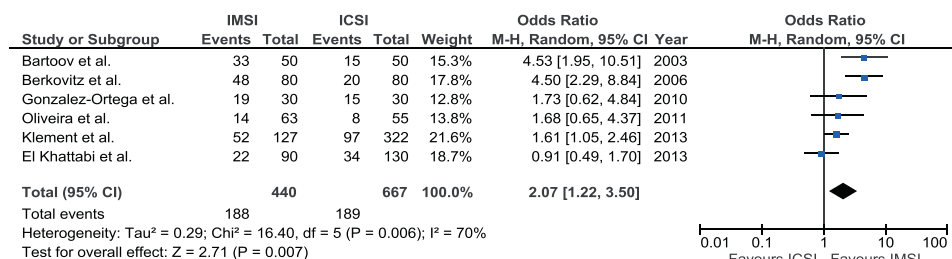 IMSI ICSI Odds Ratio Odds Ratio
Study or Subgroup Events Total Events Total Weight M-H, Random, 95% CI Year M-H, Random, 95% CI
Bartoov et al. 33 50 15 50 15.3% 4.53 [1.95, 10.51] 2003
Berkovitz et al. 48 80 20 80 17.8% 4.50 [2.29, 8.84] 2006
Gonzalez-Ortega et al. 19 30 15 30 12.8% 1.73 [0.62, 4.84] 2010
Oliveira et al. 14 63 8 55 13.8% 1.68 [0.65, 4.37] 2011
Klement et al. 52 127 97 322 21.6% 1.61 [1.05, 2.46] 2013
El Khattabi et al. 22 90 34 130 18.7% 0.91 [0.49, 1.70] 2013
Total (95% CI) 440 667 100.0% 2.07 [1.22, 3.50]
Total events 188 189
Heterogeneity: Tau² = 0.29; Chi² = 16.40, df = 5 (P = 0.006); I² = 70%
Test for overall effect: Z = 2.71 (P = 0.007)
0.01 0.1 1 10 100
Favours ICSI Favours IMSI